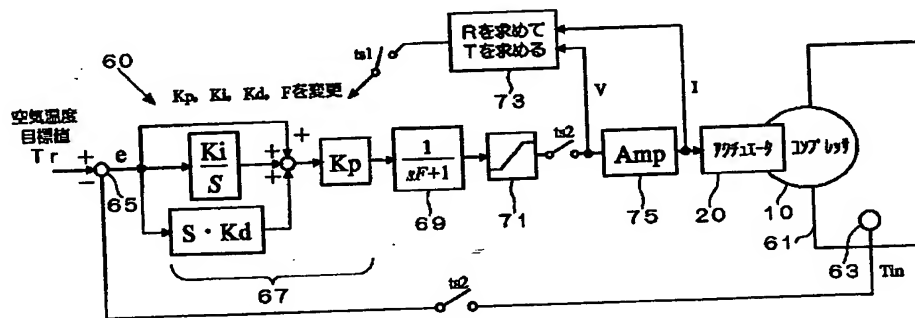 60
Kp, Ki, Kd, Fを変更
ts1
Rを求めて
Tを求める
73
V
I
空気温度
目標値
Tr
+
−
e
65
Ki
S
S・Kd
+
+
+
Kp
67
1
sF+1
69
71
ts2
Amp
75
アクチュエータ
20
コンプレッサ
10
61
63
Tin
ts2